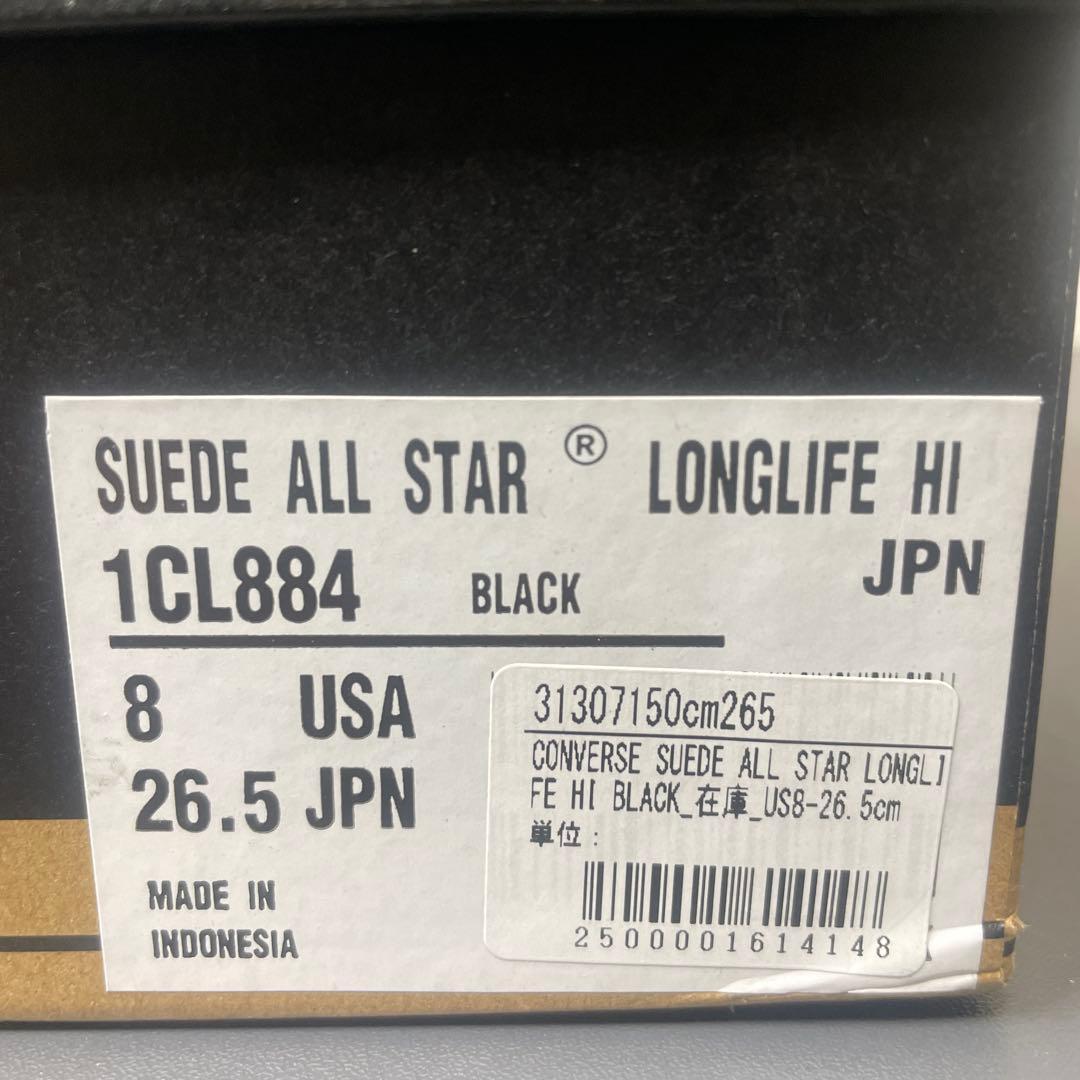 SUEDE ALL STAR ® LONGLIFE HI
1CL884 BLACK JPN
8 USA
26.5 JPN
MADE IN
INDONESIA
31307150cm265
CONVERSE SUEDE ALL STAR LONGLI
FE HI BLACK_在庫_US8-26.5cm
単位:
2500001614148